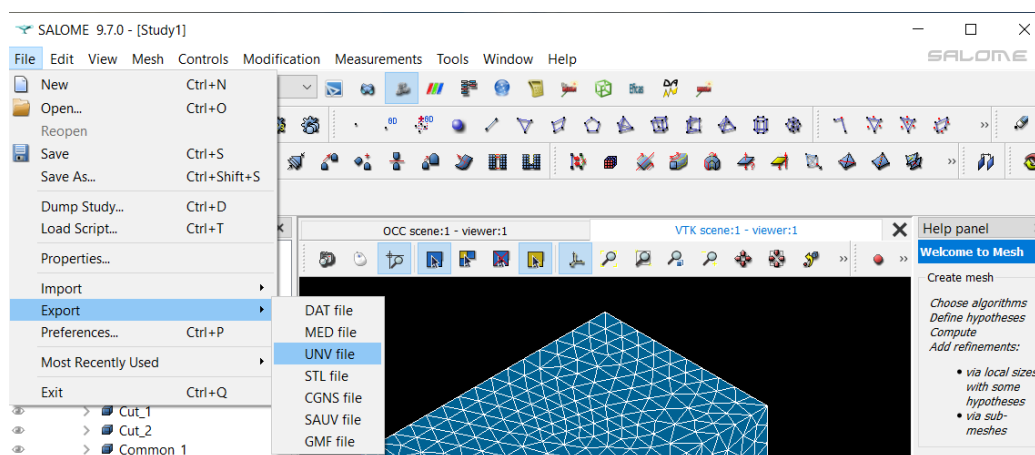 SALOME 9.7.0 - [Study1]
File Edit View Mesh Controls Modification Measurements Tools Window Help
SALOME
New Ctrl+N
Open... Ctrl+O
Reopen
Save Ctrl+S
Save As... Ctrl+Shift+S
Dump Study... Ctrl+D
Load Script... Ctrl+T
Properties...
Import
Export
Preferences... Ctrl+P
Most Recently Used
Exit Ctrl+Q
DAT file
MED file
UNV file
STL file
CGNS file
SAUV file
GMF file
Cut_1
Cut_2
Common_1
0D
0D
OCC scene:1 - viewer:1
VTK scene:1 - viewer:1
Help panel
Welcome to Mesh
Create mesh
Choose algorithms
Define hypotheses
Compute
Add refinements:
• via local sizes
with some
hypotheses
• via sub-
meshes